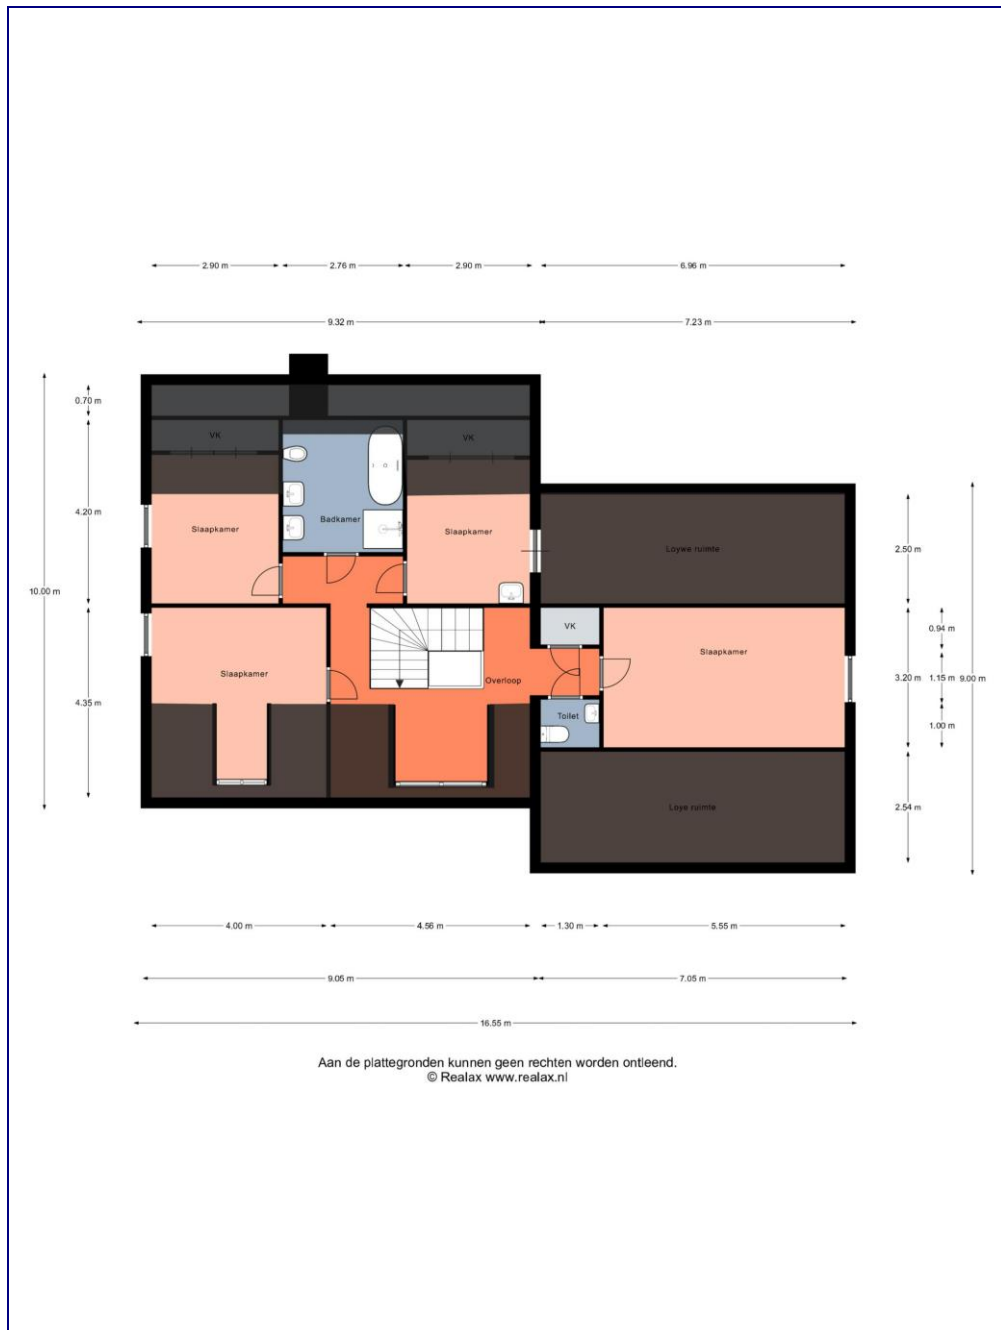 2.90 m 2.76 m 2.90 m 6.96 m
9.32 m 7.23 m
0.70 m
VK VK
4.20 m Slaapkamer Badkamer Slaapkamer Loywe ruimte 2.50 m
10.00 m
VK 0.94 m
Slaapkamer Overloop Slaapkamer 3.20 m 1.15 m 9.00 m
4.35 m Toilet 1.00 m
Loye ruimte 2.54 m
4.00 m 4.56 m 1.30 m 5.55 m
9.05 m 7.05 m
16.55 m
Aan de plattegronden kunnen geen rechten worden ontleend.
© Realax www.realax.nl